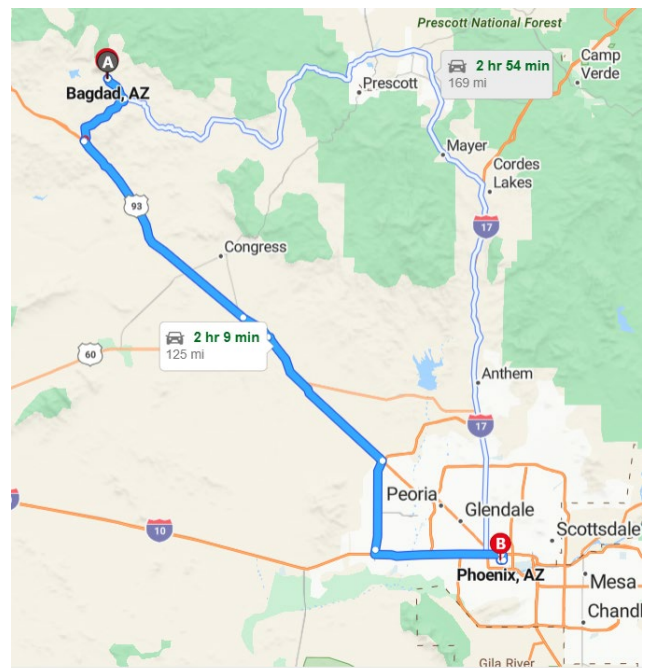 Prescott National Forest
A
Bagdad, AZ
2 hr 54 min
169 mi
Camp
Verde
Prescott
Mayer
Cordes
Lakes
93
17
Congress
2 hr 9 min
125 mi
60
Anthem
17
Peoria
Glendale
10
Scottsdale
B
Phoenix, AZ
Mesa
Chandl
Gila River